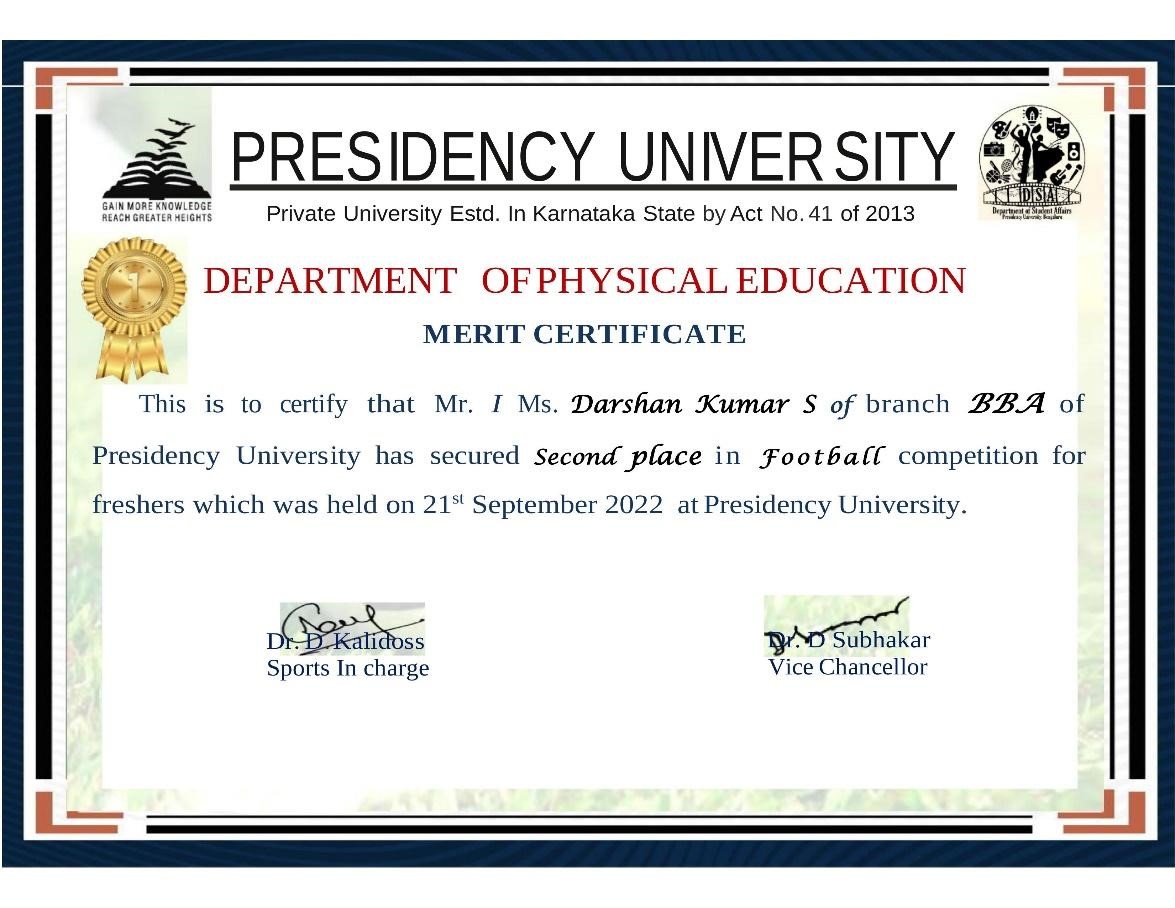 PRESIDENCY UNIVERSITY
GAIN MORE KNOWLEDGE
REACH GREATER HEIGHTS
DSA
Department of Student Affairs
Presidency University, Bengaluru
Private University Estd. In Karnataka State by Act No. 41 of 2013
1
DEPARTMENT OF PHYSICAL EDUCATION
MERIT CERTIFICATE
This is to certify that Mr. I Ms. Darshan Kumar S of branch BBA of
Presidency University has secured Second place in Football competition for
freshers which was held on 21st September 2022 at Presidency University.
Dr. D Kalidoss
Sports In charge
Dr. D Subhakar
Vice Chancellor